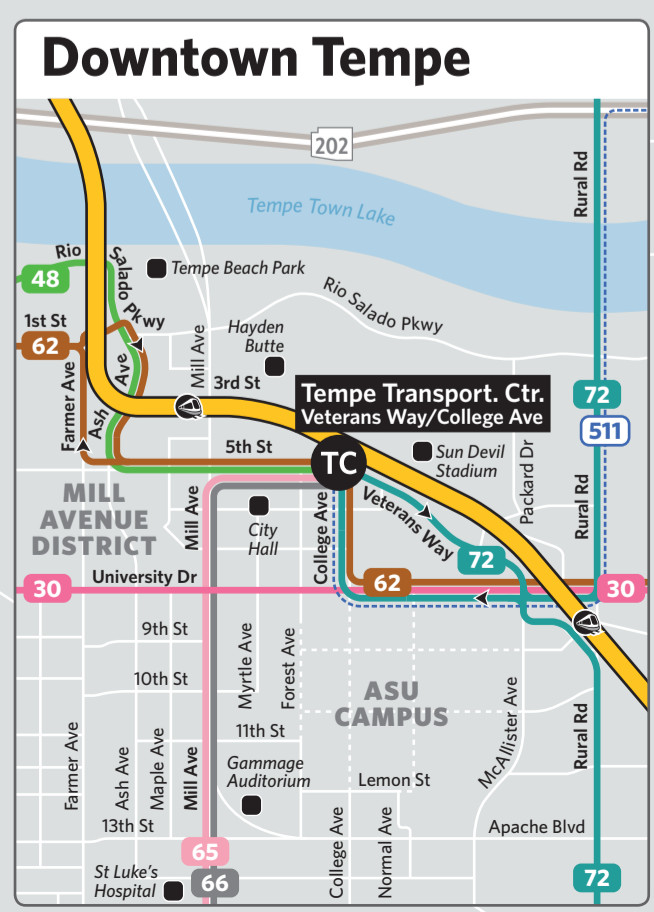 Downtown Tempe
202
Rural Rd
Tempe Town Lake
Rio
Salado
Pkwy
Tempe Beach Park
48
Rio Salado Pkwy
1st St
62
Hayden
Butte
Mill Ave
Ave
Ash
Farmer Ave
3rd St
72
511
Tempe Transport. Ctr.
Veterans Way/College Ave
5th St
TC
Sun Devil
Stadium
Packard Dr
Rural Rd
MILL
AVENUE
DISTRICT
Mill Ave
City
Hall
College Ave
Veterans Way
72
62
30
University Dr
30
9th St
10th St
Myrtle Ave
Forest Ave
ASU
CAMPUS
11th St
McAllister Ave
Rural Rd
Farmer Ave
Ash Ave
Maple Ave
Mill Ave
Gammage
Auditorium
Lemon St
13th St
College Ave
Normal Ave
Apache Blvd
65
St Luke's
Hospital
66
72